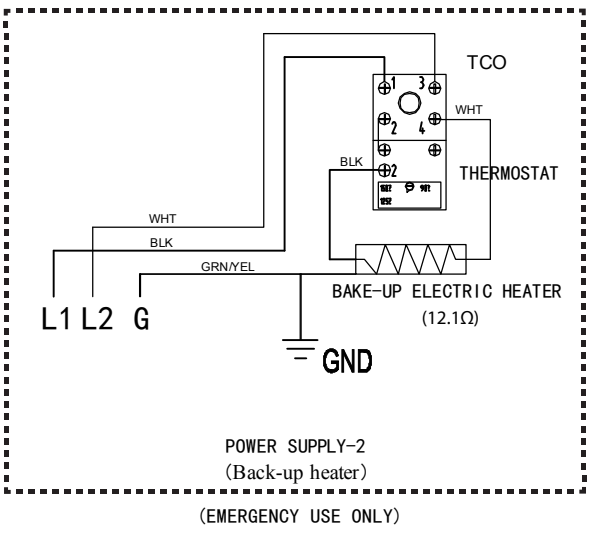 TCO
1 3
WHT
2 4
BLK
2
THERMOSTAT
WHT
BLK
GRN/YEL
BAKE-UP ELECTRIC HEATER
(12.1Ω)
L1 L2 G
GND
POWER SUPPLY-2
(Back-up heater)
(EMERGENCY USE ONLY)